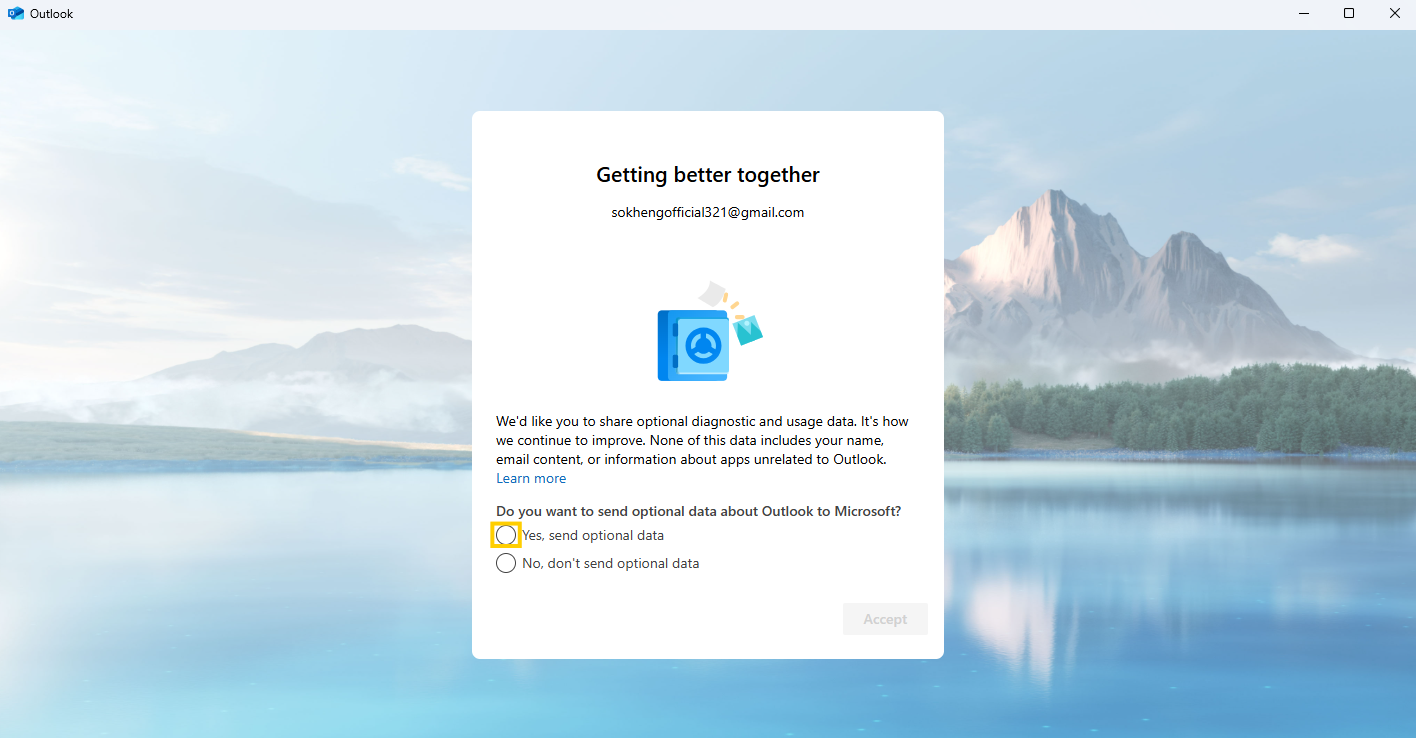 Outlook
Getting better together
sokhengofficial321@gmail.com
We'd like you to share optional diagnostic and usage data. It's how
we continue to improve. None of this data includes your name,
email content, or information about apps unrelated to Outlook.
Learn more
Do you want to send optional data about Outlook to Microsoft?
Yes, send optional data
No, don't send optional data
Accept